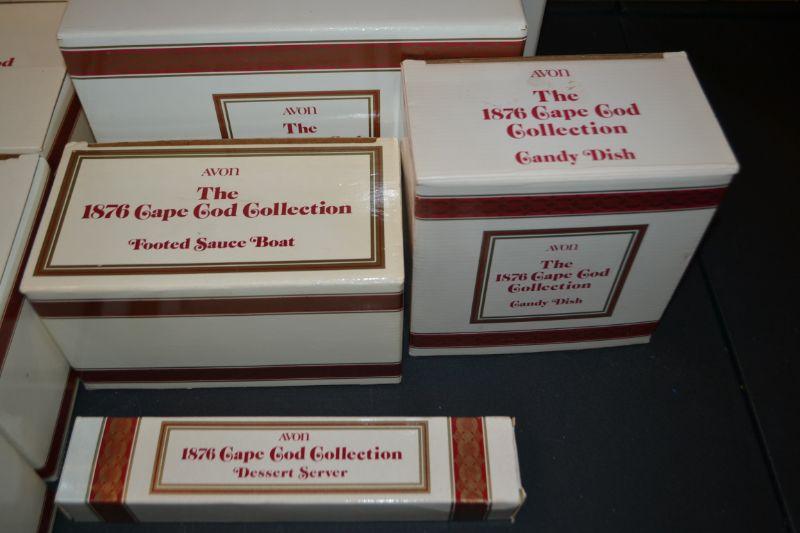 d
AVON
The
AVON
The
1876 Cape Cod
Collection
Candy Dish
AVON
The
1876 Cape Cod Collection
Footed Sauce Boat
AVON
The
1876 Cape Cod
Collection
Candy Dish
AVON
1876 Cape Cod Collection
Dessert Server